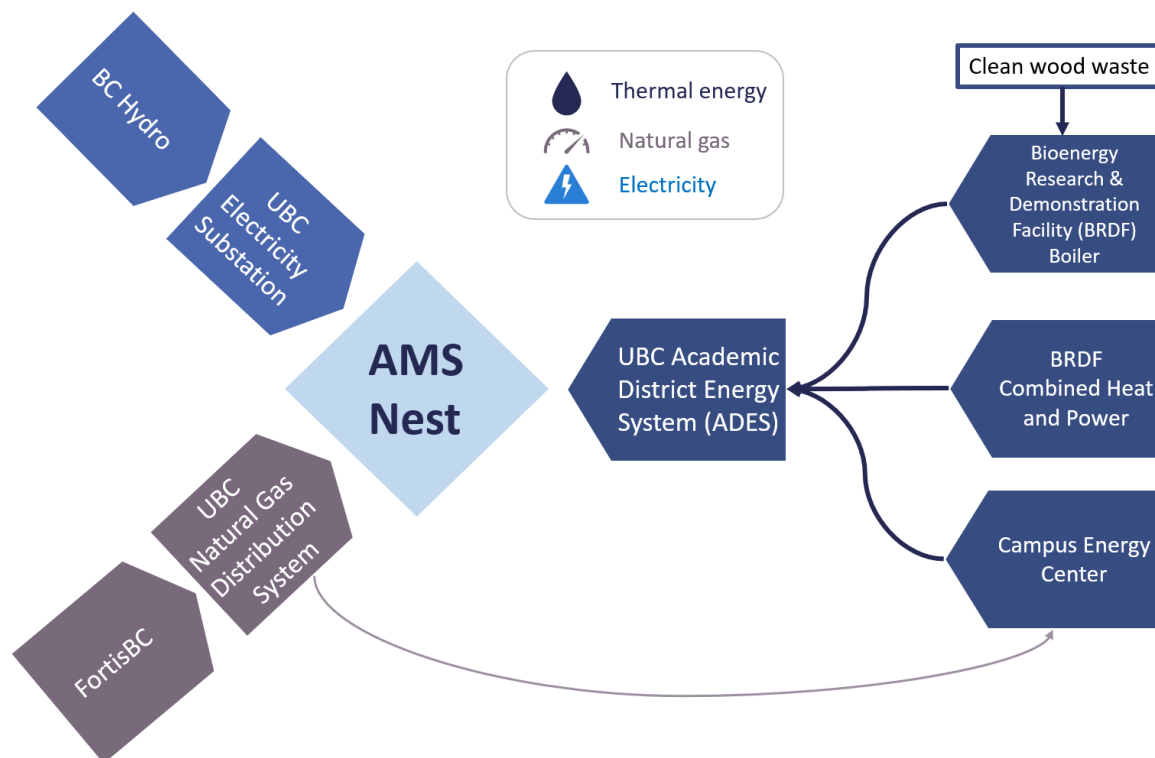 BC Hydro
UBC
Electricity
Substation
AMS
Nest
UBC
Natural Gas
Distribution
System
FortisBC
Thermal energy
Natural gas
Electricity
UBC Academic
District Energy
System (ADES)
Clean wood waste
Bioenergy
Research &
Demonstration
Facility (BRDF)
Boiler
BRDF
Combined Heat
and Power
Campus Energy
Center